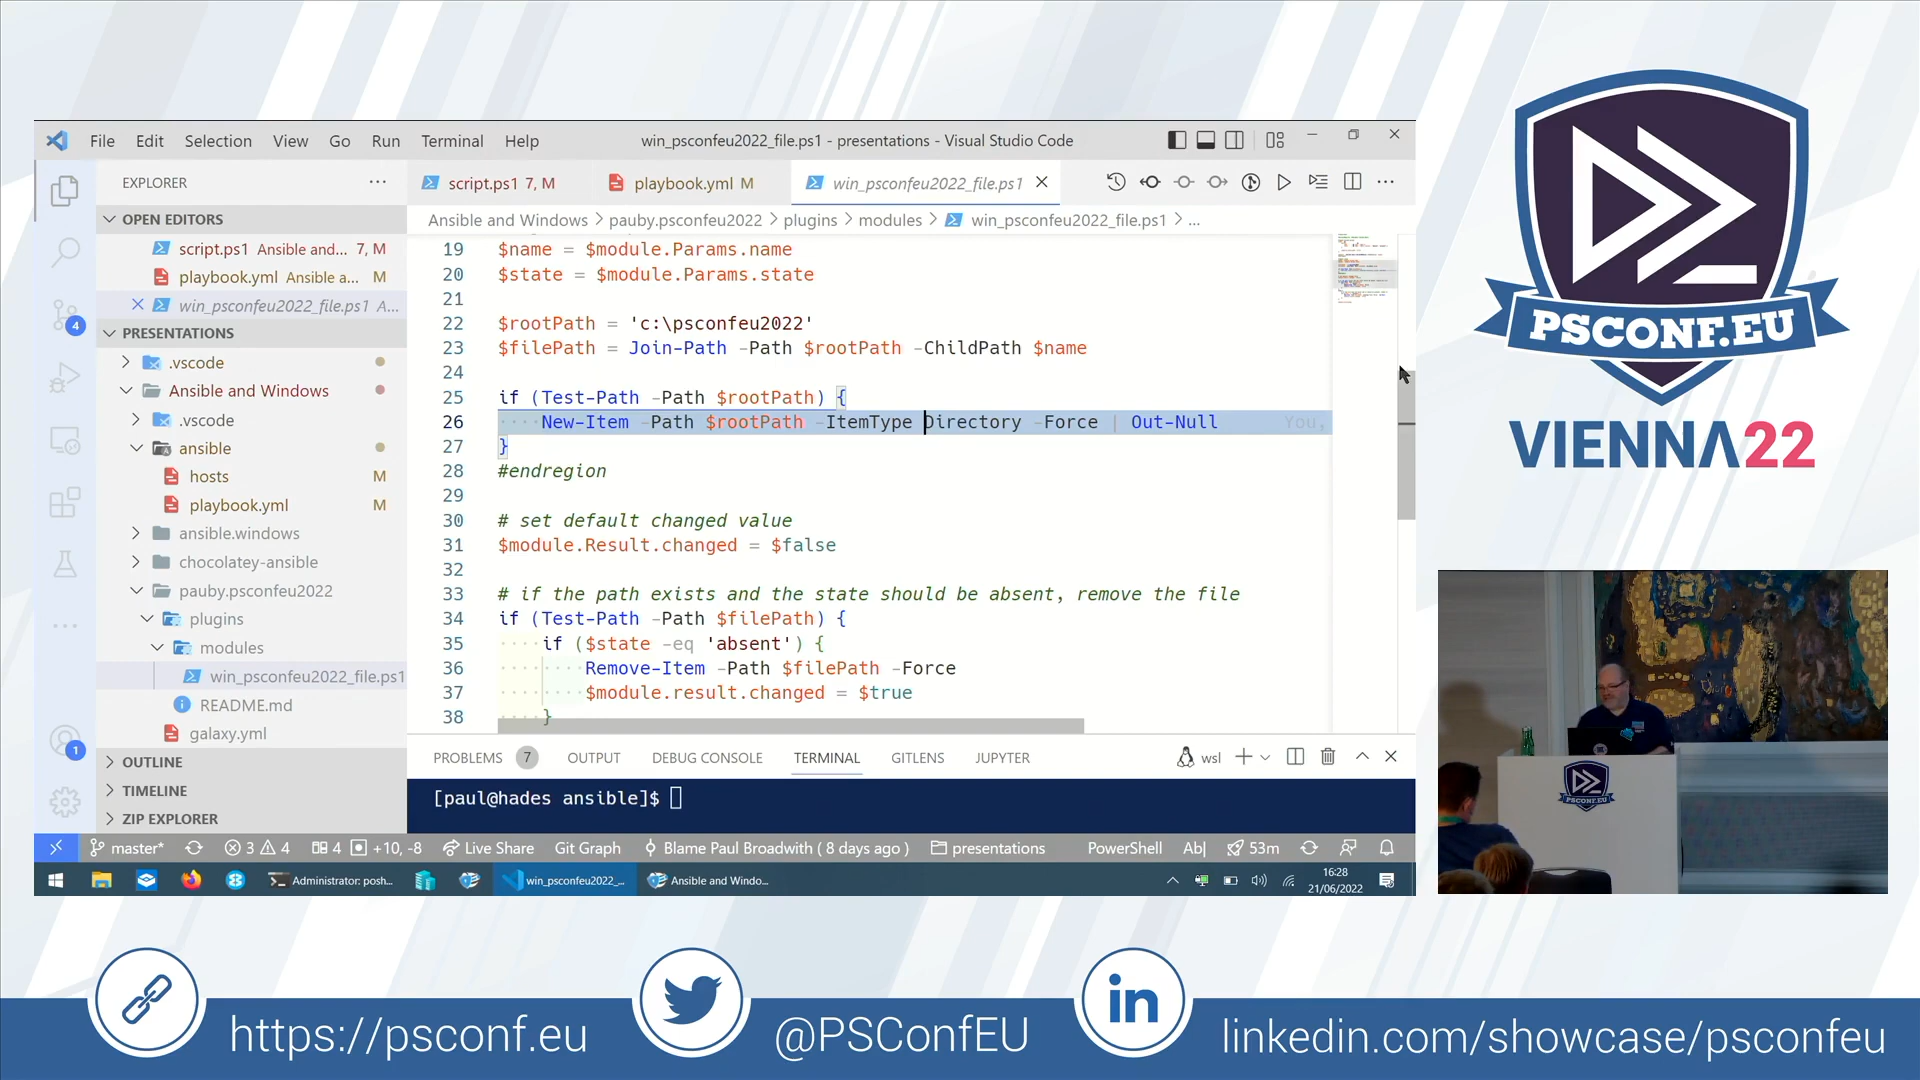 File Edit Selection View Go Run Terminal Help
win_psconfeu2022_file.ps1 - presentations - Visual Studio Code
EXPLORER
script.ps1 7, M
playbook.yml M
win_psconfeu2022_file.ps1
OPEN EDITORS
script.ps1 Ansible and... 7, M
playbook.yml Ansible a... M
win_psconfeu2022_file.ps1 A...
PRESENTATIONS
.vscode
Ansible and Windows
.vscode
ansible
hosts M
playbook.yml M
ansible.windows
chocolatey-ansible
pauby.psconfeu2022
plugins
modules
win_psconfeu2022_file.ps1
README.md
galaxy.yml
OUTLINE
TIMELINE
ZIP EXPLORER
4
1
Ansible and Windows > pauby.psconfeu2022 > plugins > modules > win_psconfeu2022_file.ps1 > ...
19 $name = $module.Params.name
20 $state = $module.Params.state
21
22 $rootPath = 'c:\psconfeu2022'
23 $filePath = Join-Path -Path $rootPath -ChildPath $name
24
25 if (Test-Path -Path $rootPath) {
26 New-Item -Path $rootPath -ItemType Directory -Force | Out-Null You,
27 }
28 #endregion
29
30 # set default changed value
31 $module.Result.changed = $false
32
33 # if the path exists and the state should be absent, remove the file
34 if (Test-Path -Path $filePath) {
35 if ($state -eq 'absent') {
36 Remove-Item -Path $filePath -Force
37 $module.result.changed = $true
38 }
PROBLEMS 7 OUTPUT DEBUG CONSOLE TERMINAL GITLENS JUPYTER wsl
[paul@hades ansible]$
master* 3 4 4 +10, -8 Live Share Git Graph Blame Paul Broadwith ( 8 days ago ) presentations PowerShell Ab| 53m
Administrator: posh... win_psconfeu2022_... Ansible and Windo...
16:28
21/06/2022
PSCONF.EU
VIENNA22
PSCONF.EU
https://psconf.eu
@PSConfEU
linkedin.com/showcase/psconfeu